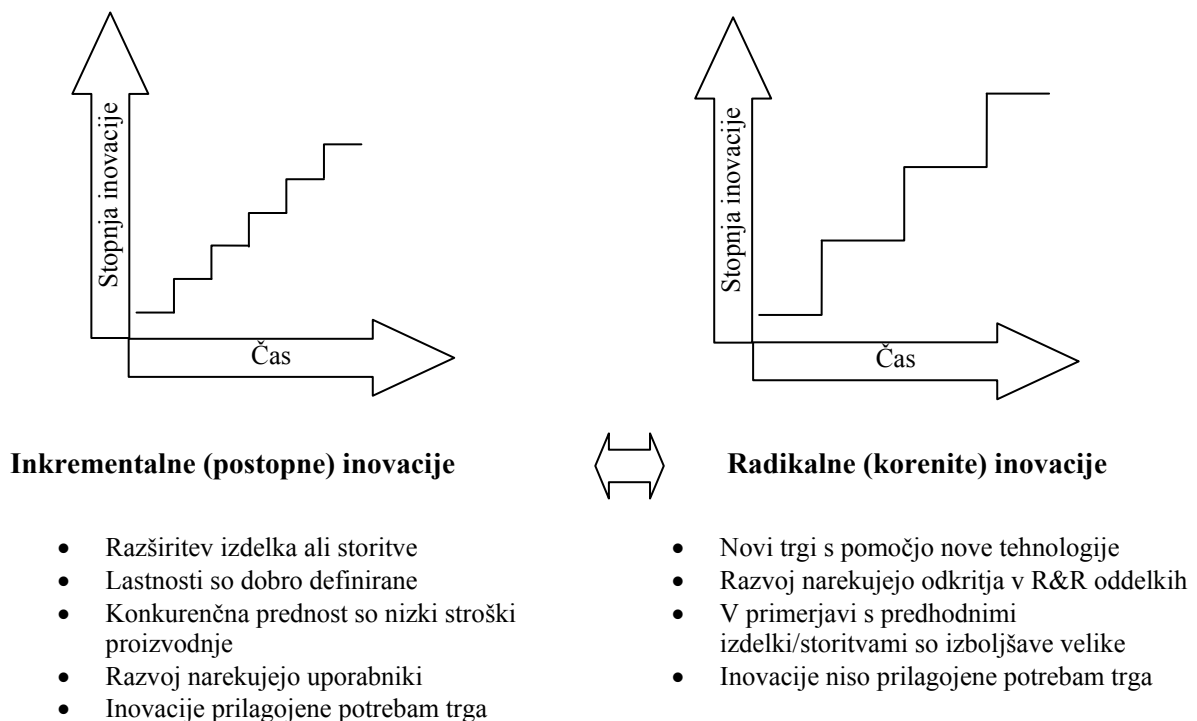 Stopnja inovacije
Čas
Stopnja inovacije
Čas
Inkrementalne (postopne) inovacije
• Razširitev izdelka ali storitve
• Lastnosti so dobro definirane
• Konkurenčna prednost so nizki stroški
proizvodnje
• Razvoj narekujejo uporabniki
• Inovacije prilagojene potrebam trga
Radikalne (korenite) inovacije
• Novi trgi s pomočjo nove tehnologije
• Razvoj narekujejo odkritja v R&R oddelkih
• V primerjavi s predhodnimi
izdelki/storitvami so izboljšave velike
• Inovacije niso prilagojene potrebam trga